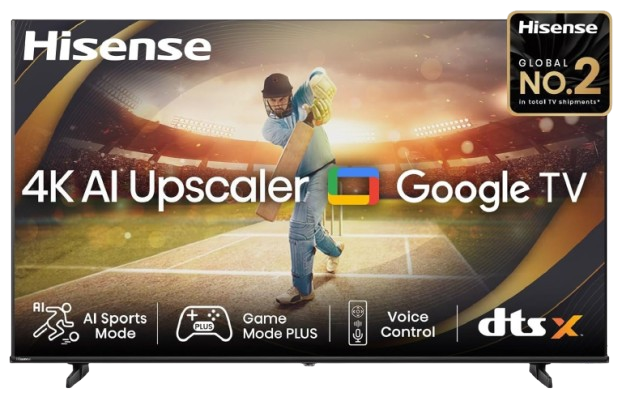 Hisense
Hisense
GLOBAL
NO.2
in total TV shipments*
4K AI Upscaler
Google TV
AI
AI Sports
Mode
PLUS
Game
Mode PLUS
Voice
Control
dts X